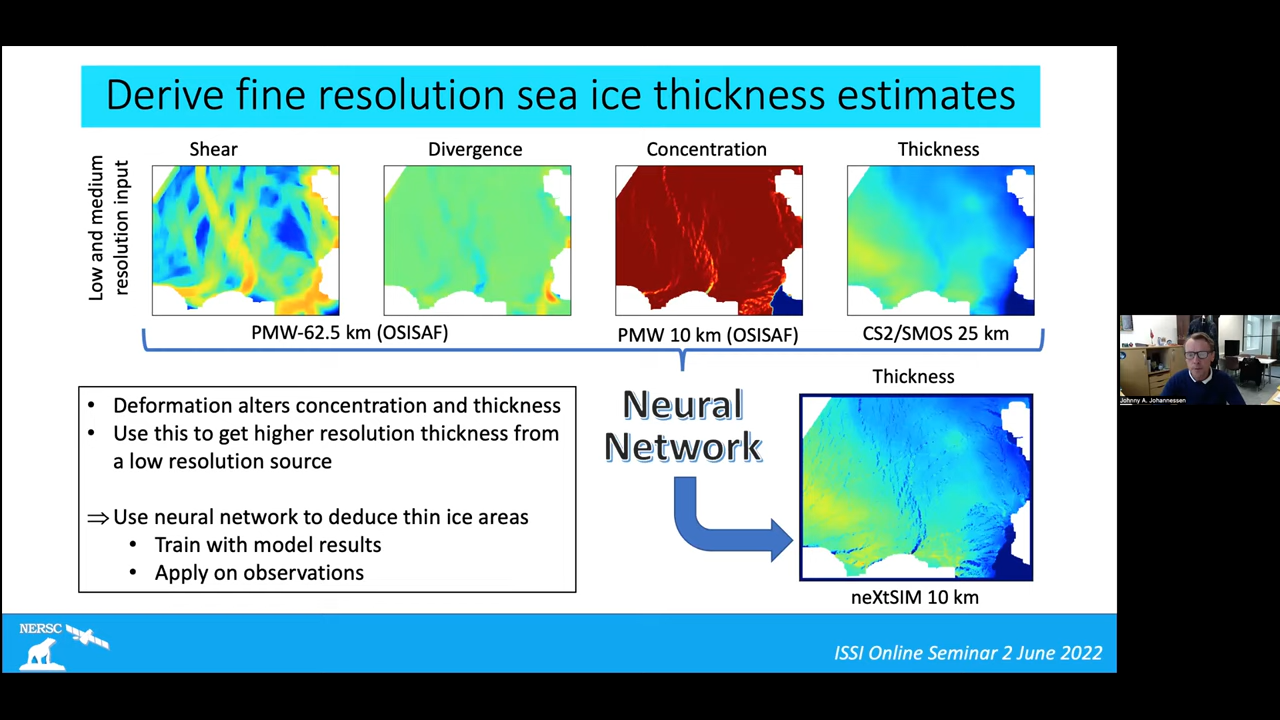 Derive fine resolution sea ice thickness estimates
Shear
Divergence
Concentration
Thickness
Low and medium
resolution input
PMW-62.5 km (OSISAF)
PMW 10 km (OSISAF)
CS2/SMOS 25 km
• Deformation alters concentration and thickness
• Use this to get higher resolution thickness from
a low resolution source
⇒ Use neural network to deduce thin ice areas
• Train with model results
• Apply on observations
Neural
Network
Thickness
neXtSIM 10 km
Johnny A. Johannessen
NERSC
ISSI Online Seminar 2 June 2022